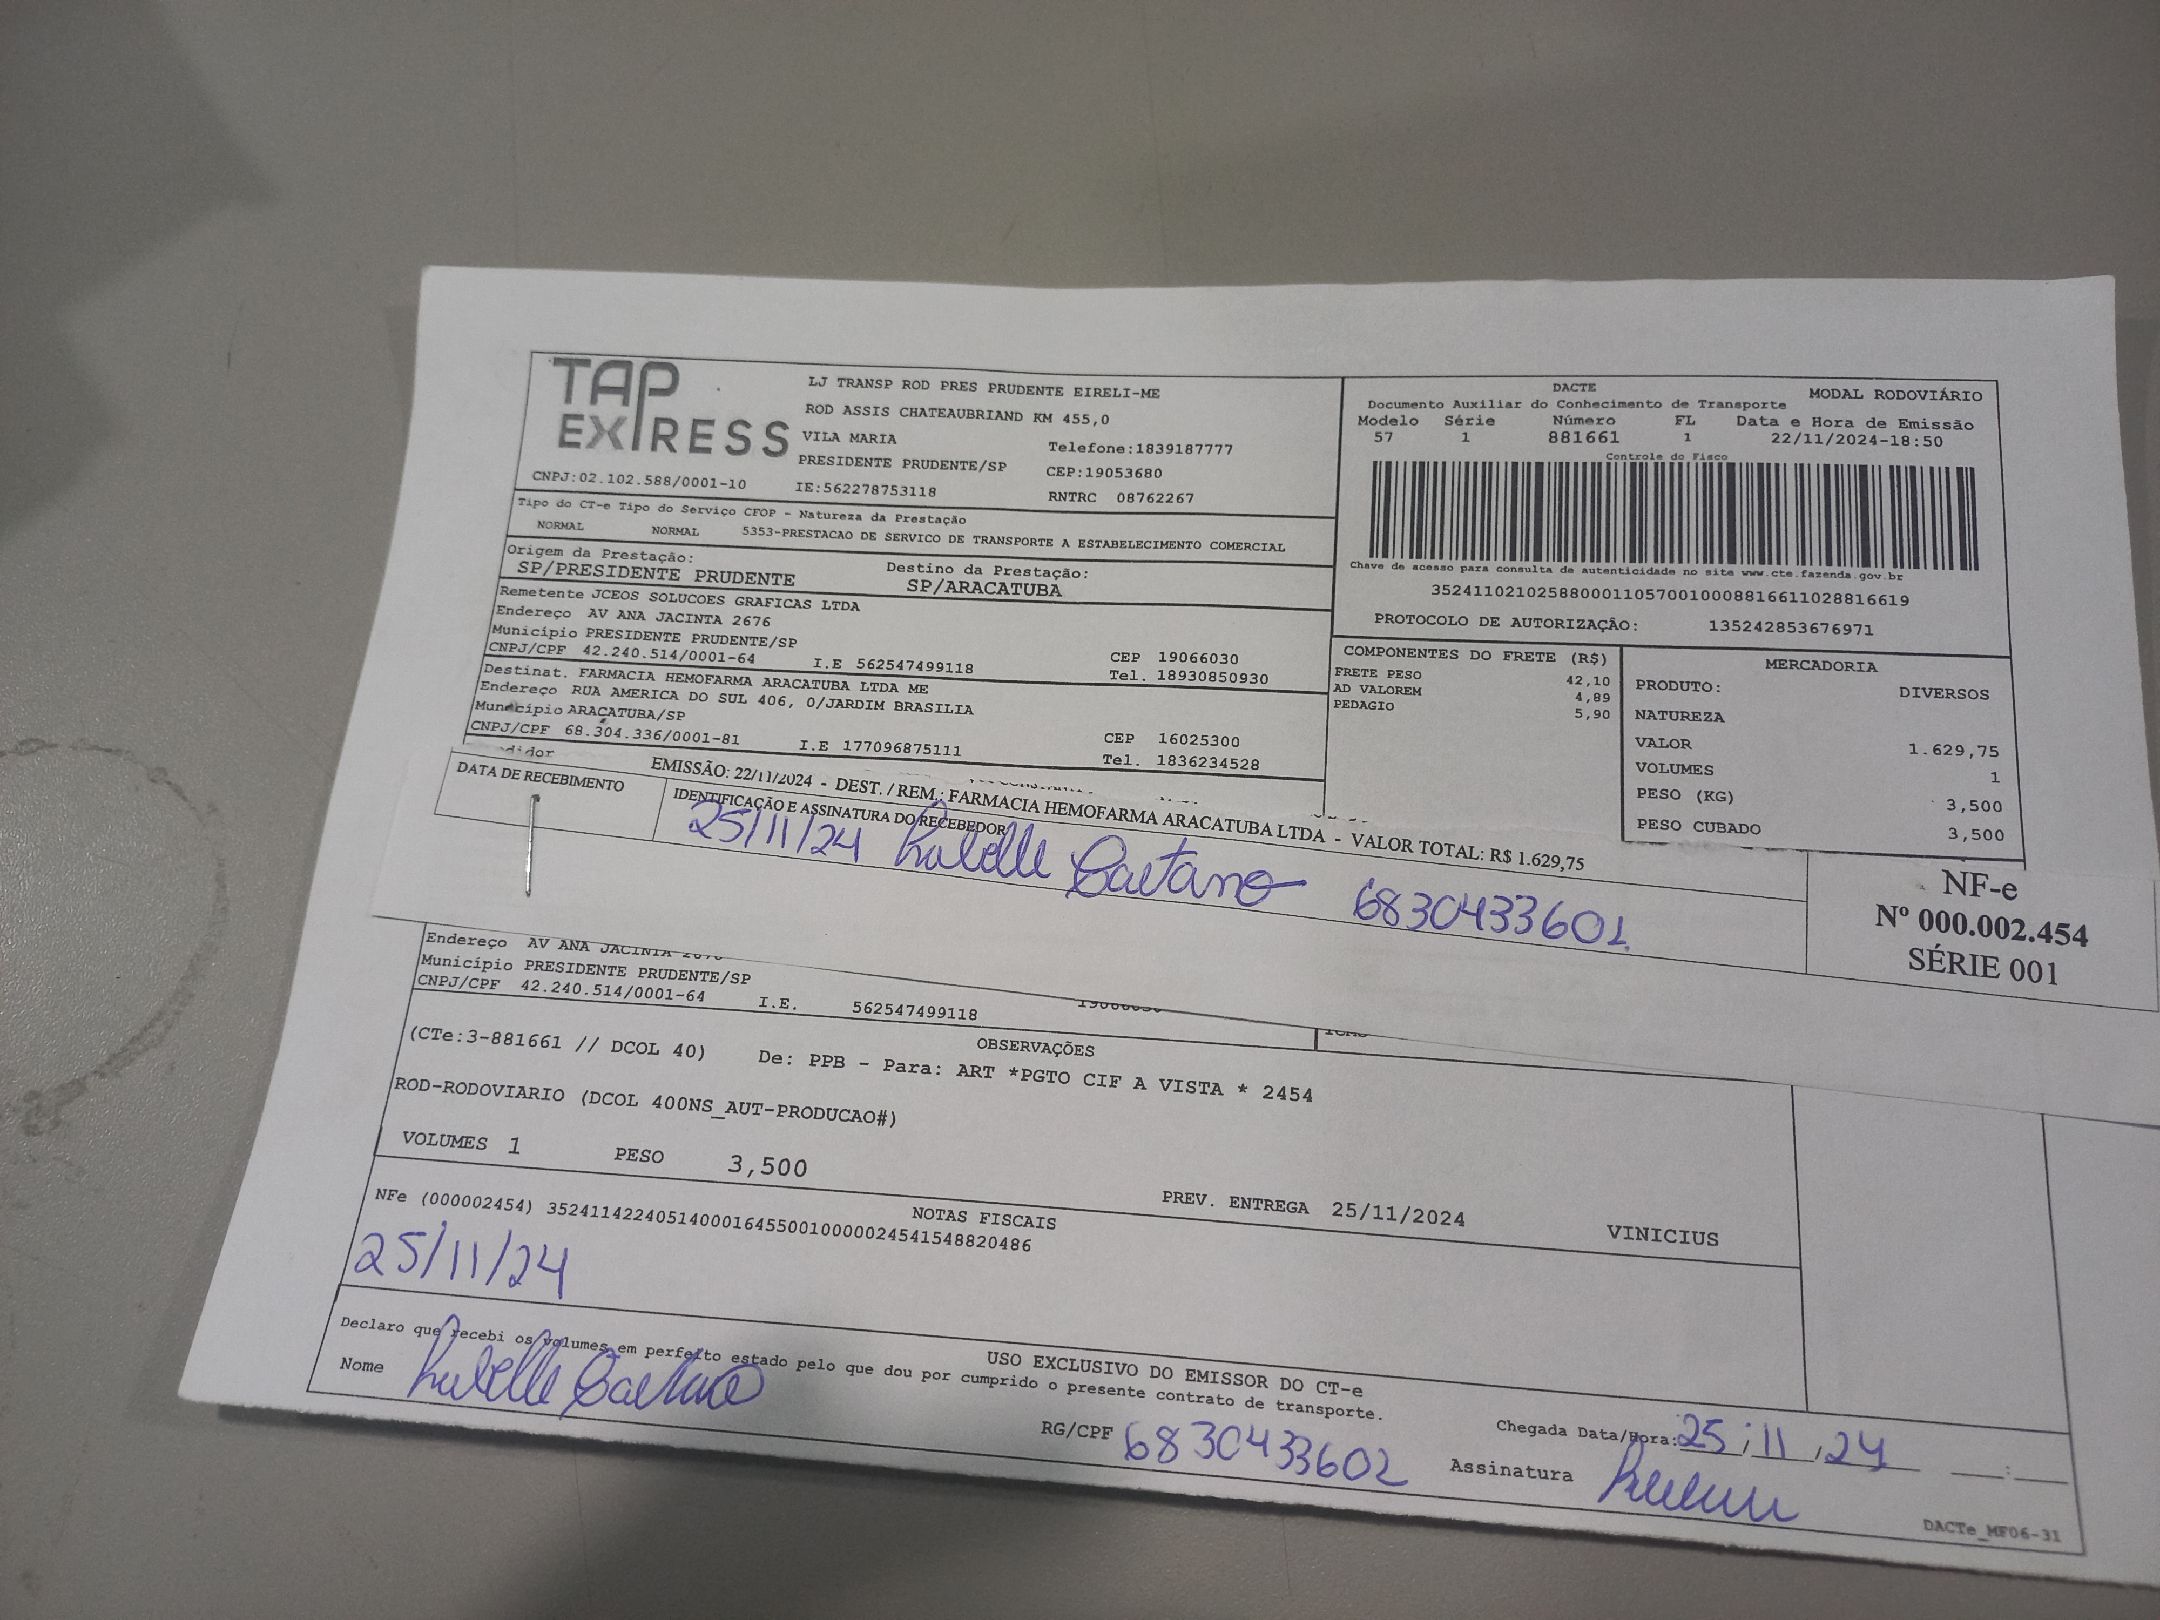 TAP
EXPRESS
LJ TRANSP ROD PRES PRUDENTE EIRELI-ME
ROD ASSIS CHATEAUBRIAND KM 455,0
VILA MARIA Telefone:1839187777
PRESIDENTE PRUDENTE/SP CEP:19053680
CNPJ:02.102.588/0001-10 IE:562278753118 RNTRC 08762267
Tipo do CT-e Tipo do Serviço CFOP - Natureza da Prestação
NORMAL NORMAL 5353-PRESTACAO DE SERVICO DE TRANSPORTE A ESTABELECIMENTO COMERCIAL
Origem da Prestação: Destino da Prestação:
SP/PRESIDENTE PRUDENTE SP/ARACATUBA
Remetente JCEOS SOLUCOES GRAFICAS LTDA
Endereço AV ANA JACINTA 2676
Município PRESIDENTE PRUDENTE/SP CEP 19066030
CNPJ/CPF 42.240.514/0001-64 I.E 562547499118 Tel. 18930850930
Destinat. FARMACIA HEMOFARMA ARACATUBA LTDA ME
Endereço RUA AMERICA DO SUL 406, 0/JARDIM BRASILIA
Município ARAÇATUBA/SP CEP 16025300
CNPJ/CPF 68.304.336/0001-81 I.E 177096875111 Tel. 1836234528
DACTE MODAL RODOVIÁRIO
Documento Auxiliar do Conhecimento de Transporte
Modelo Série Número FL Data e Hora de Emissão
57 1 881661 1 22/11/2024-18:50
Controle do Fisco
Chave de acesso para consulta de autenticidade no site www.cte.fazenda.gov.br
35241102102588000110570010008816611028816619
PROTOCOLO DE AUTORIZAÇÃO: 135242853676971
COMPONENTES DO FRETE (R$)
FRETE PESO 42,10
AD VALOREM 4,89
PEDAGIO 5,90
MERCADORIA
PRODUTO: DIVERSOS
NATUREZA
VALOR 1.629,75
VOLUMES 1
PESO (KG) 3,500
PESO CUBADO 3,500
EMISSÃO: 22/11/2024 - DEST. / REM.: FARMACIA HEMOFARMA ARACATUBA LTDA - VALOR TOTAL: R$ 1.629,75
DATA DE RECEBIMENTO IDENTIFICAÇÃO E ASSINATURA DO RECEBEDOR
25/11/24 Caetano 6830433601
NF-e
Nº 000.002.454
SÉRIE 001
Endereço AV ANA JACINTA 2676
Município PRESIDENTE PRUDENTE/SP
CNPJ/CPF 42.240.514/0001-64 I.E. 562547499118
OBSERVAÇÕES
(CTe:3-881661 // DCOL 40) De: PPB - Para: ART *PGTO CIF A VISTA * 2454
ROD-RODOVIARIO (DCOL 400NS_AUT-PRODUCAO#)
VOLUMES 1 PESO 3,500 PREV. ENTREGA 25/11/2024 VINICIUS
NOTAS FISCAIS
NFe (000002454) 35241142240514000164550010000024541548820486
25/11/24
USO EXCLUSIVO DO EMISSOR DO CT-e
Declaro que recebi os volumes em perfeito estado pelo que dou por cumprido o presente contrato de transporte.
Nome Caetano RG/CPF 6830433602
Chegada Data/Hora: 25/11/24 __:__
Assinatura
DACTe_MF06-31